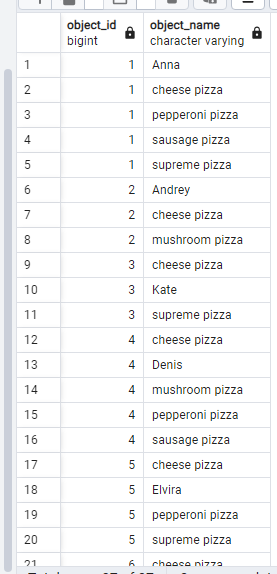 object_id object_name
bigint character varying
1 1 Anna
2 1 cheese pizza
3 1 pepperoni pizza
4 1 sausage pizza
5 1 supreme pizza
6 2 Andrey
7 2 cheese pizza
8 2 mushroom pizza
9 3 cheese pizza
10 3 Kate
11 3 supreme pizza
12 4 cheese pizza
13 4 Denis
14 4 mushroom pizza
15 4 pepperoni pizza
16 4 sausage pizza
17 5 cheese pizza
18 5 Elvira
19 5 pepperoni pizza
20 5 supreme pizza
21 6 cheese pizza